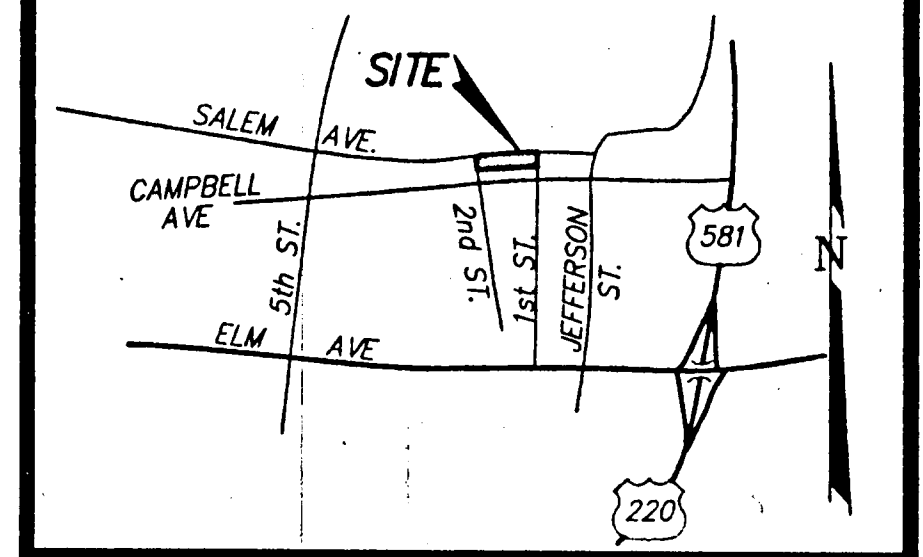 SITE
SALEM AVE.
CAMPBELL
AVE
5th ST.
2nd ST.
1st ST.
JEFFERSON
ST.
581
N
ELM AVE
220